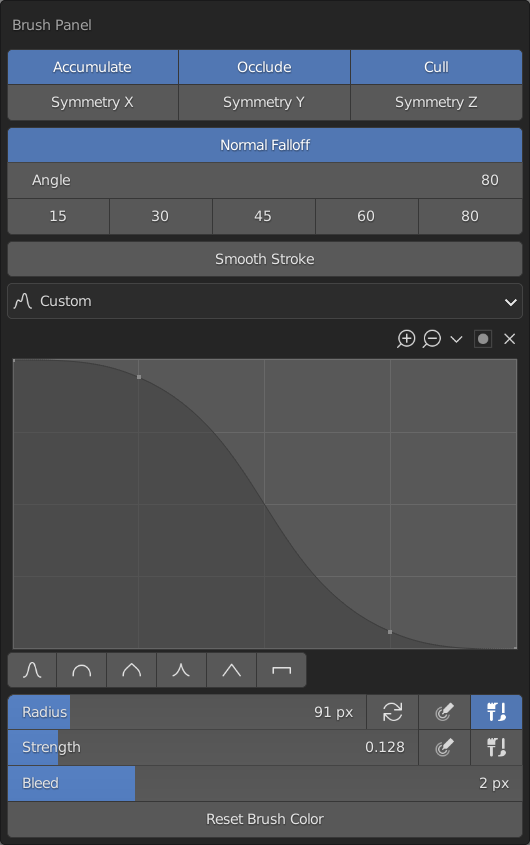 Brush Panel
Accumulate Occlude Cull
Symmetry X Symmetry Y Symmetry Z
Normal Falloff
Angle 80
15 30 45 60 80
Smooth Stroke
Custom
Radius 91 px
Strength 0.128
Bleed 2 px
Reset Brush Color